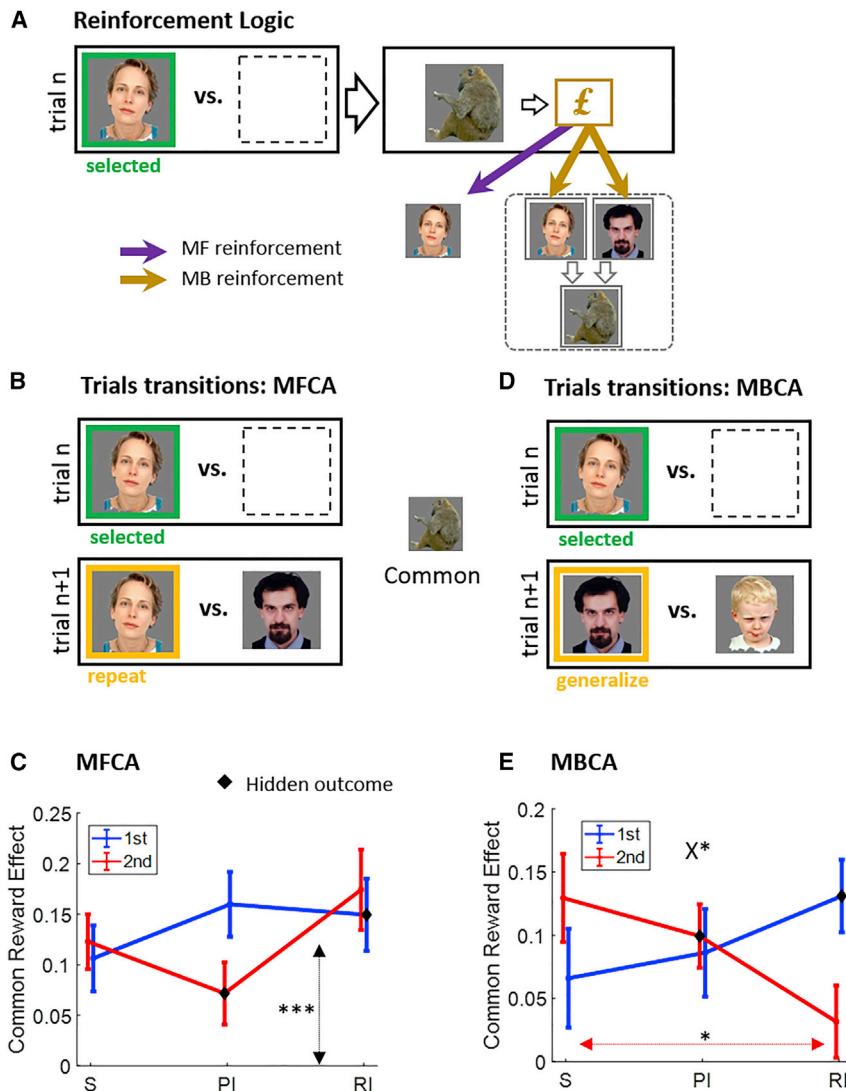 A Reinforcement Logic
trial n
vs.
£
selected
MF reinforcement
MB reinforcement
B Trials transitions: MFCA
trial n
vs.
selected
trial n+1
vs.
repeat
Common
D Trials transitions: MBCA
trial n
vs.
selected
trial n+1
vs.
generalize
C MFCA
Hidden outcome
Common Reward Effect
0.25
0.2
0.15
0.1
0.05
0
1st
2nd
***
S PI RI
E MBCA
Common Reward Effect
0.2
0.15
0.1
0.05
0
1st
2nd
X*
*
S PI RI